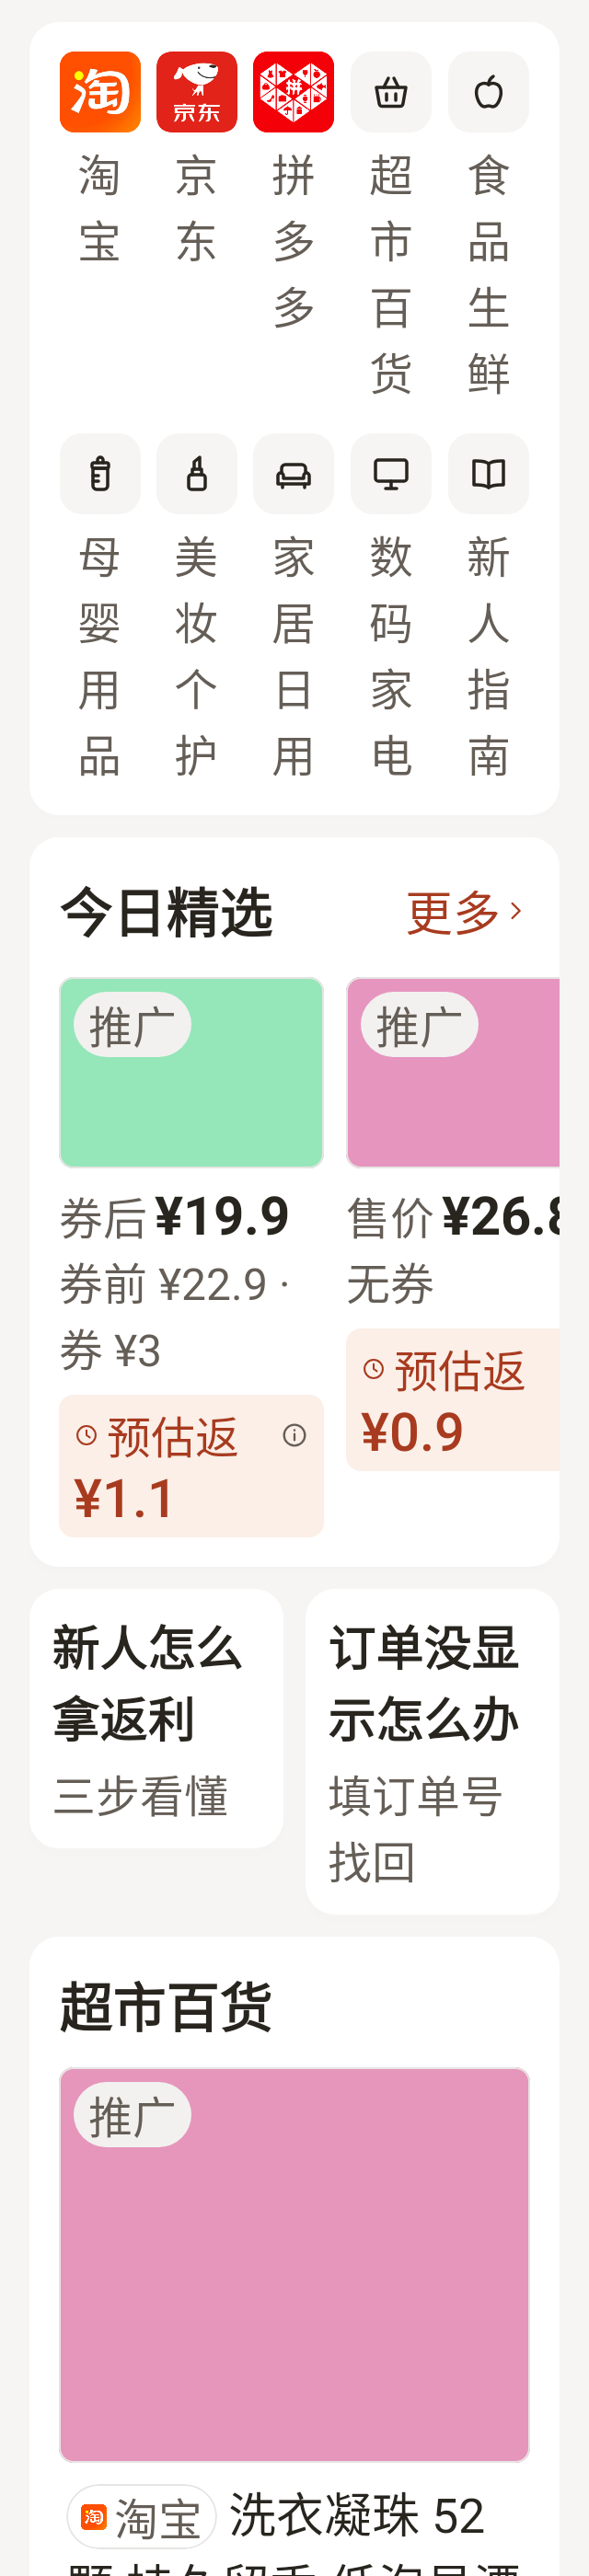 淘
京东
拼
淘宝
京东
拼多多
超市百货
食品生鲜
母婴用品
美妆个护
家居日用
数码家电
新人指南
今日精选
更多
推广
券后 ¥19.9
券前 ¥22.9 ·
券 ¥3
预估返
¥1.1
推广
售价 ¥26.8
无券
预估返
¥0.9
新人怎么
拿返利
三步看懂
订单没显
示怎么办
填订单号
找回
超市百货
推广
淘 淘宝 洗衣凝珠 52